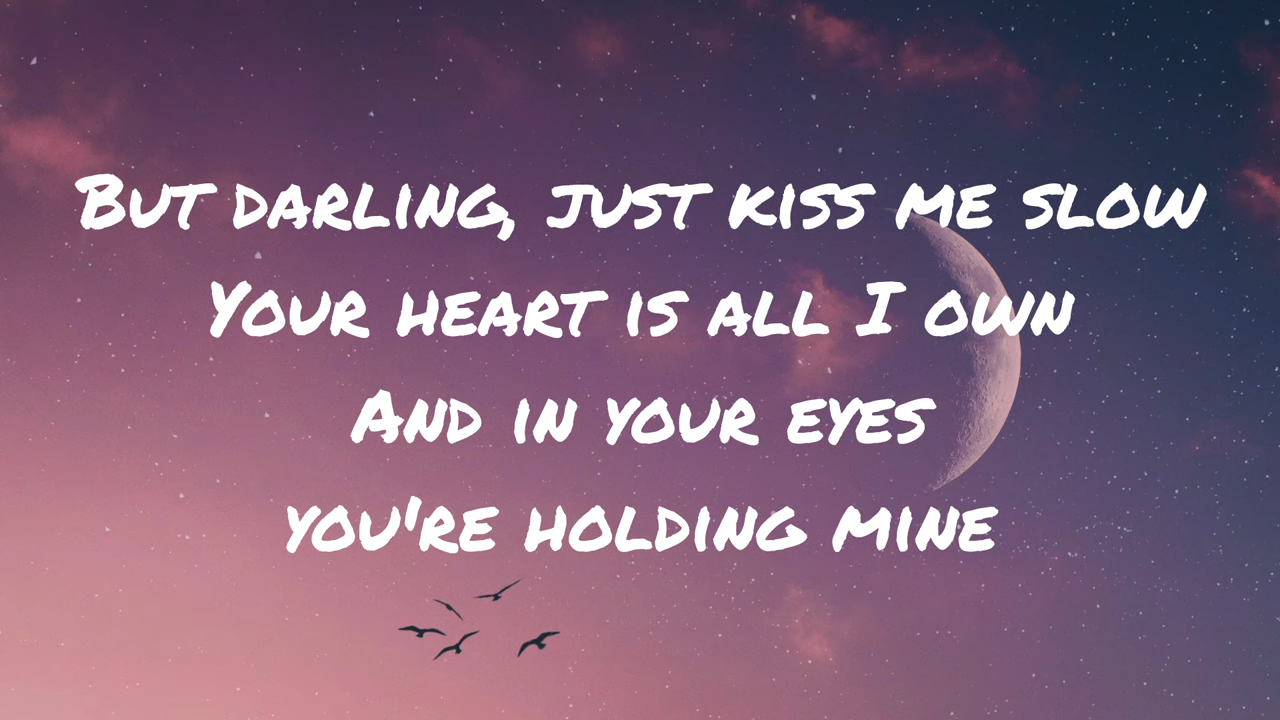 But darling, just kiss me slow
Your heart is all I own
And in your eyes
you're holding mine